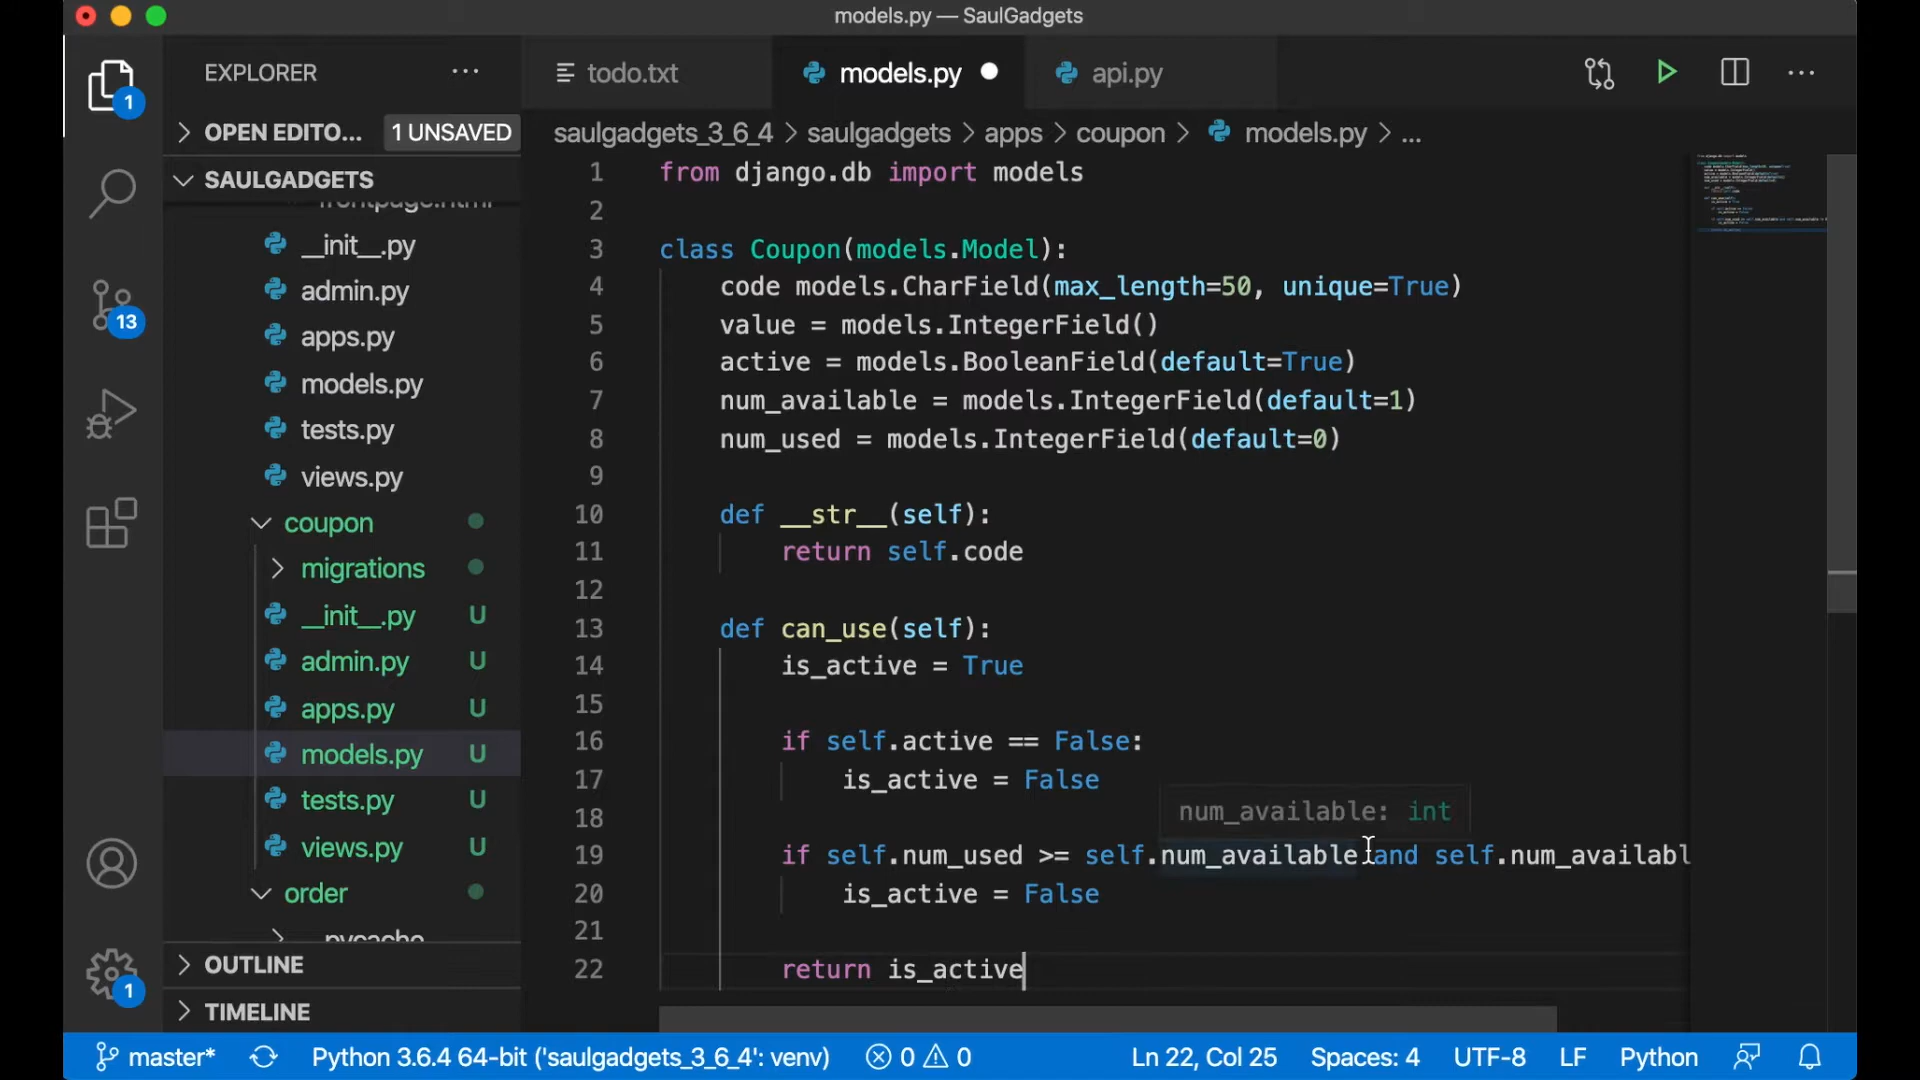 models.py — SaulGadgets
EXPLORER
todo.txt
models.py
api.py
1
OPEN EDITO...
1 UNSAVED
saulgadgets_3_6_4 > saulgadgets > apps > coupon > models.py > ...
SAULGADGETS
frontpage.html
__init__.py
admin.py
apps.py
models.py
tests.py
views.py
coupon
migrations
__init__.py U
admin.py U
apps.py U
models.py U
tests.py U
views.py U
order
pycache
OUTLINE
TIMELINE
13
1
1 from django.db import models
2
3 class Coupon(models.Model):
4 code models.CharField(max_length=50, unique=True)
5 value = models.IntegerField()
6 active = models.BooleanField(default=True)
7 num_available = models.IntegerField(default=1)
8 num_used = models.IntegerField(default=0)
9
10 def __str__(self):
11 return self.code
12
13 def can_use(self):
14 is_active = True
15
16 if self.active == False:
17 is_active = False
18
num_available: int
19 if self.num_used >= self.num_available and self.num_availabl
20 is_active = False
21
22 return is_active
master* Python 3.6.4 64-bit ('saulgadgets_3_6_4': venv) 0 0 Ln 22, Col 25 Spaces: 4 UTF-8 LF Python